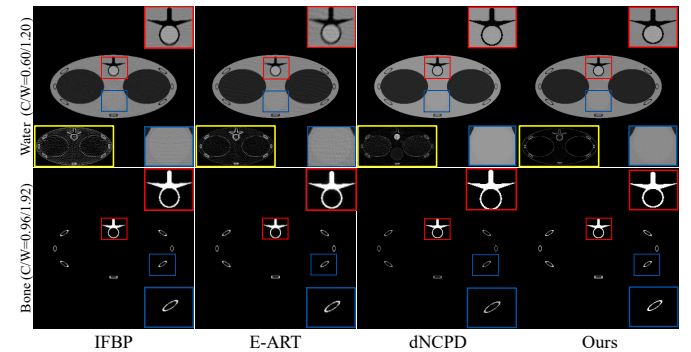 Water (C/W=0.60/1.20)
Bone (C/W=0.96/1.92)
IFBP E-ART dNCPD Ours